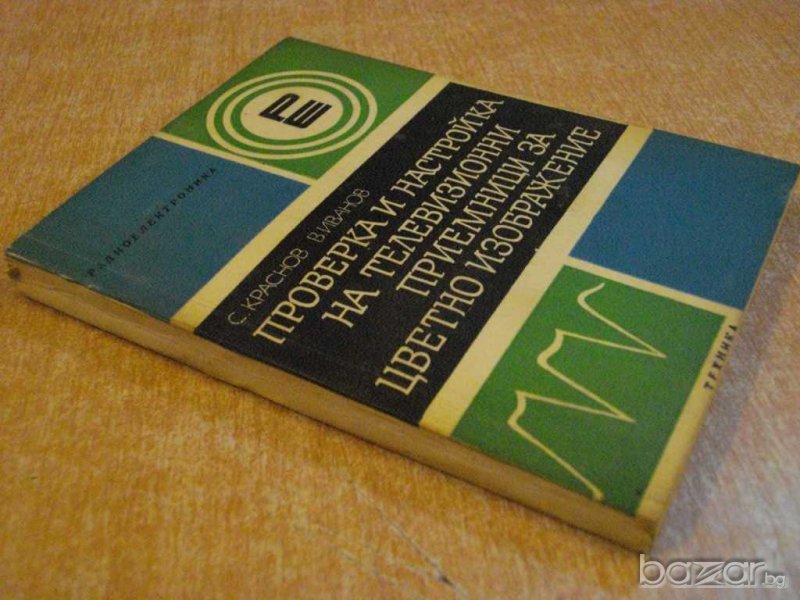 РЕ
РАДИОЕЛЕКТРОНИКА
С. КРАСНОВ В. ИВАНОВ
ПРОВЕРКА И НАСТРОЙКА
НА ТЕЛЕВИЗИОННИ
ПРИЕМНИЦИ ЗА
ЦВЕТНО ИЗОБРАЖЕНИЕ
ТЕХНИКА
bazar.bg